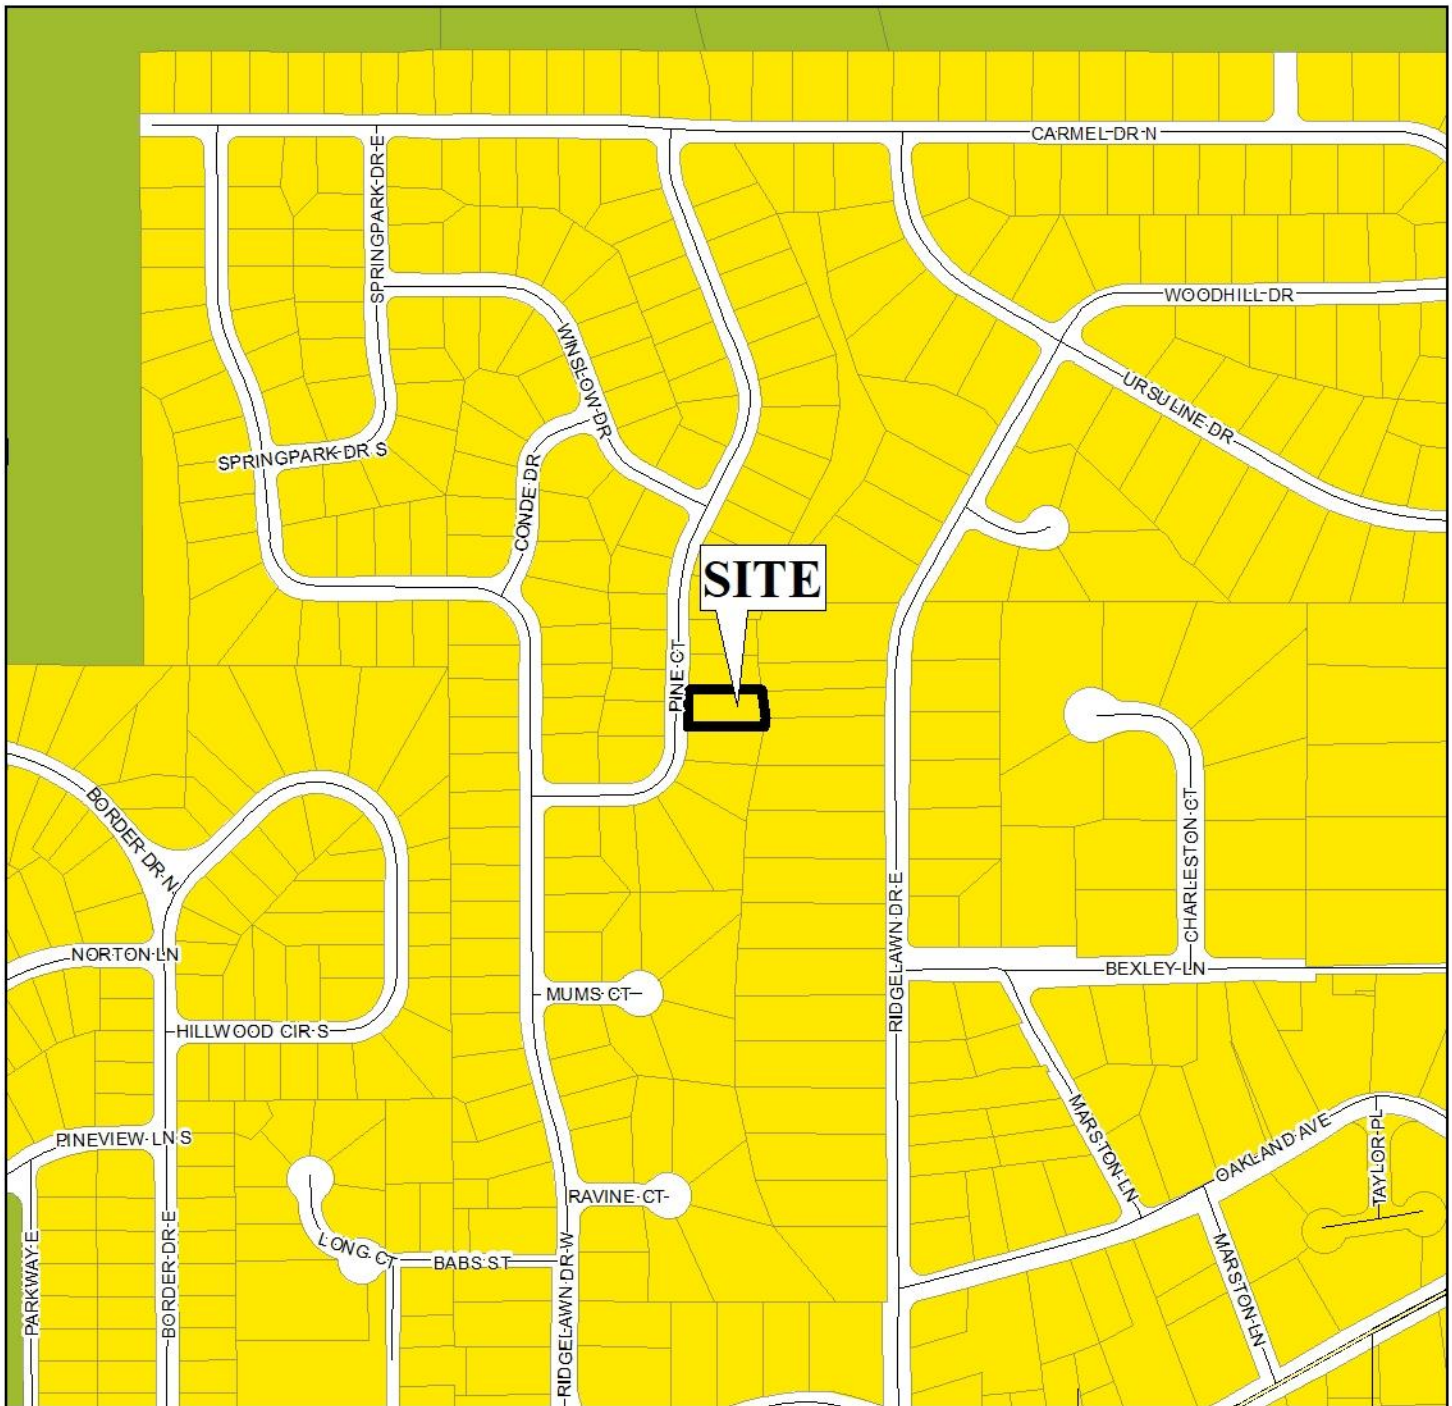 CARMEL DR N
SPRINGPARK DR E
WOODHILL DR
WINSLOW DR
URSULINE DR
SPRINGPARK DR S
CONDE DR
SITE
PINE CT
BORDER DR N
CHARLESTON CT
RIDGELAWN DR E
NORTON LN
BEXLEY LN
MUMS CT
HILLWOOD CIR S
MARSTON LN
OAKLAND AVE
TAYLOR PL
PINEVIEW LN S
RAVINE CT
PARKWAY E
BORDER DR E
LONG CT
BABS ST
RIDGELAWN DR W
MARSTON LN